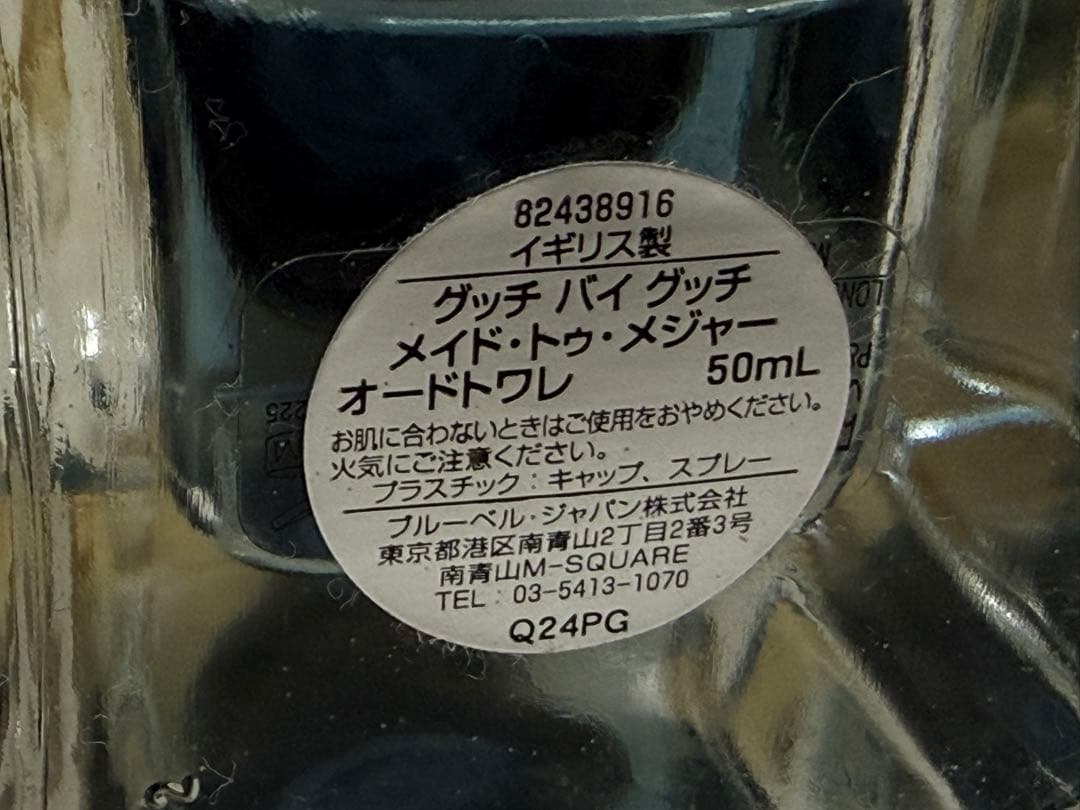 82438916
イギリス製
グッチ バイ グッチ
メイド・トゥ・メジャー
オードトワレ 50mL
お肌に合わないときはご使用をおやめください。
火気にご注意ください。
プラスチック：キャップ、スプレー
ブルーベル・ジャパン株式会社
東京都港区南青山2丁目2番3号
南青山M-SQUARE
TEL：03-5413-1070
Q24PG